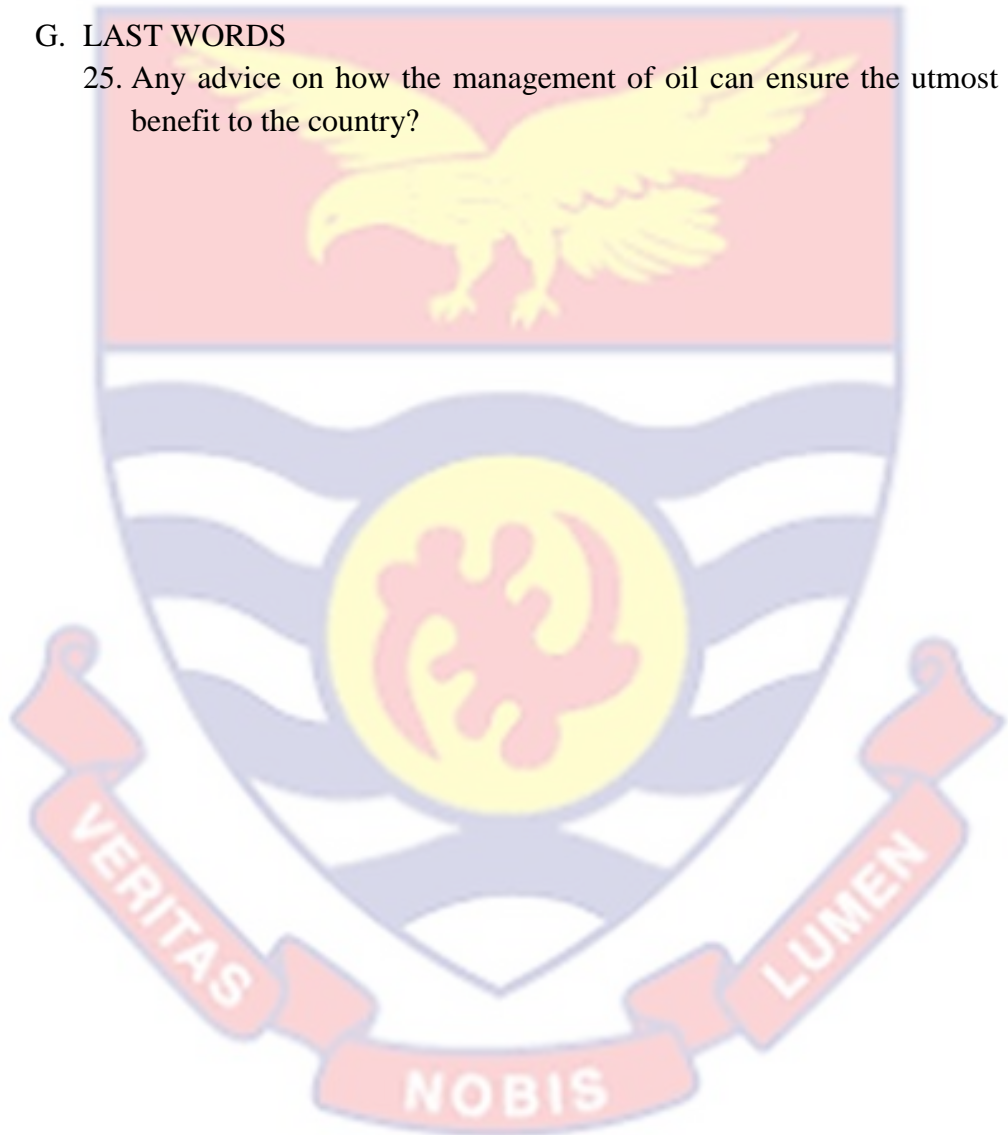 G. LAST WORDS
25. Any advice on how the management of oil can ensure the utmost
benefit to the country?
VERITAS
NOBIS
LUMEN